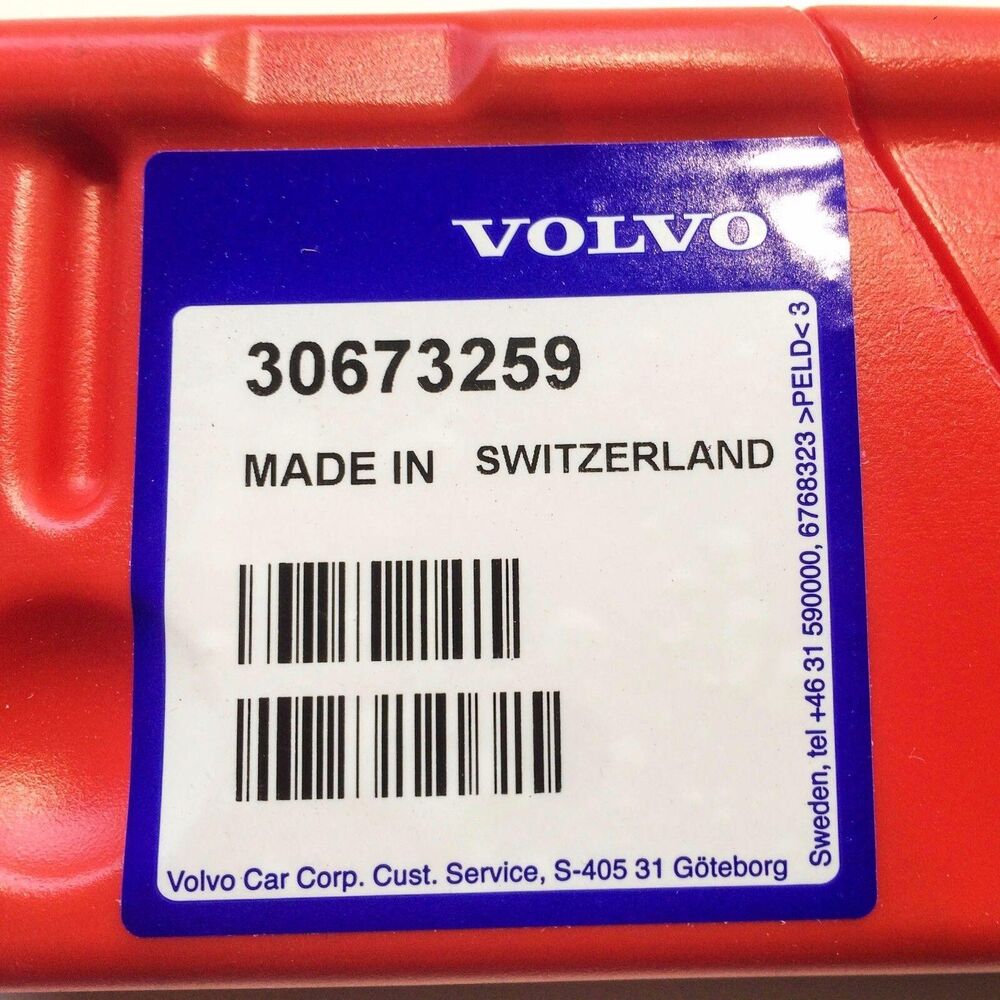 VOLVO
30673259
MADE IN SWITZERLAND
Volvo Car Corp. Cust. Service, S-405 31 Göteborg
Sweden, tel +46 31 590000, 6768323 >PELD< 3